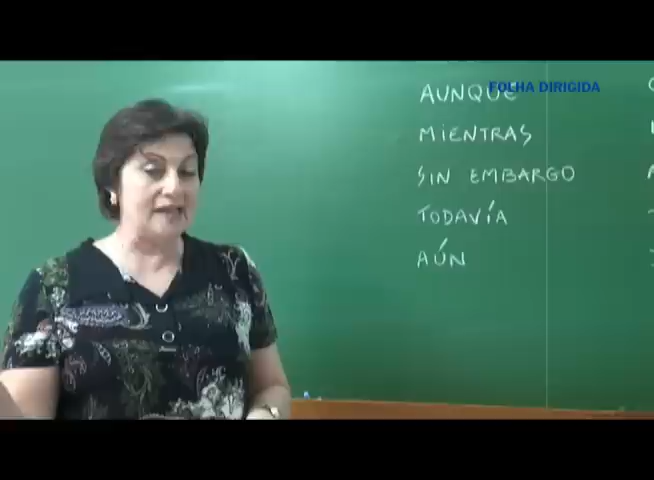 FOLHA DIRIGIDA
AUNQUE
MIENTRAS
SIN EMBARGO
TODAVÍA
AÚN